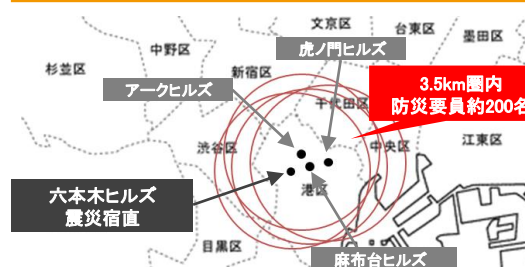 文京区
台東区
墨田区
虎ノ門ヒルズ
中野区
杉並区
新宿区
アークヒルズ
千代田区
3.5km圏内
防災要員約200名
渋谷区
中央区
江東区
六本木ヒルズ
震災宿直
港区
目黒区
麻布台ヒルズ